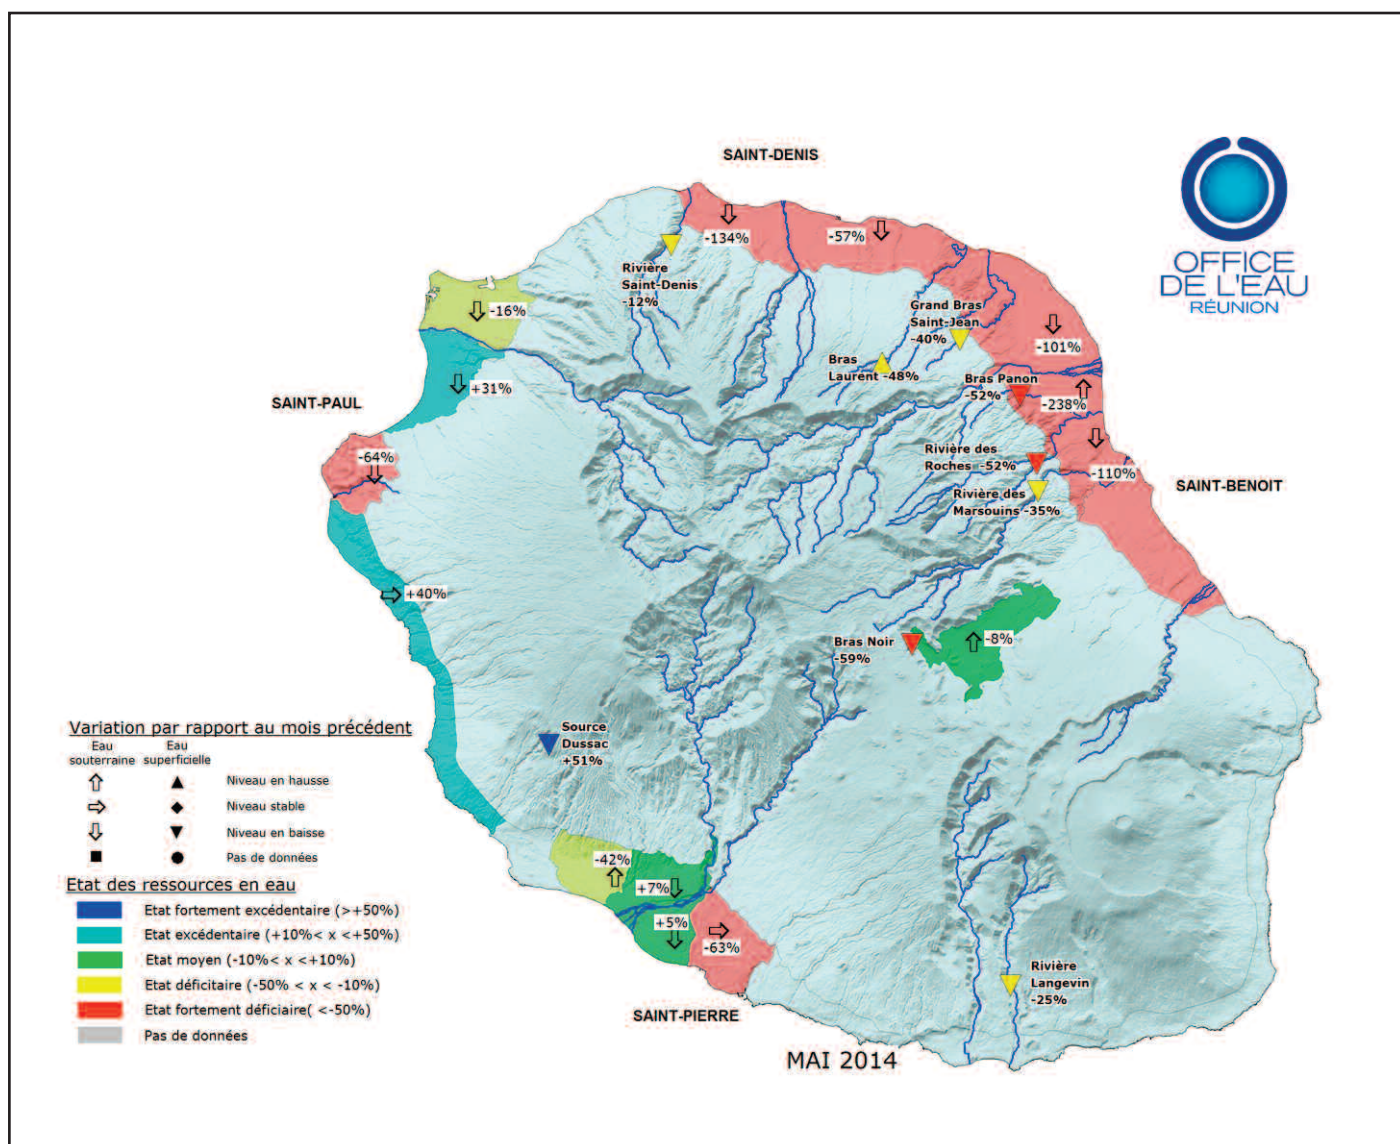 SAINT-DENIS
OFFICE
DE L'EAU
RÉUNION
-134%
-57%
Rivière
Saint-Denis
-12%
Grand Bras
Saint-Jean
-40%
-16%
-101%
Bras
Laurent -48%
Bras Panon
-52%
-238%
+31%
SAINT-PAUL
-64%
Rivière des
Roches -52%
-110%
SAINT-BENOIT
Rivière des
Marsouins -35%
+40%
Bras Noir
-59%
-8%
Source
Dussac
+51%
Variation par rapport au mois précédent
Eau
souterraine
Eau
superficielle
Niveau en hausse
Niveau stable
Niveau en baisse
Pas de données
Etat des ressources en eau
Etat fortement excédentaire (>+50%)
Etat excédentaire (+10%< x <+50%)
Etat moyen (-10%< x <+10%)
Etat déficitaire (-50% < x < -10%)
Etat fortement déficiaire( <-50%)
Pas de données
-42%
+7%
+5%
-63%
SAINT-PIERRE
Rivière
Langevin
-25%
MAI 2014